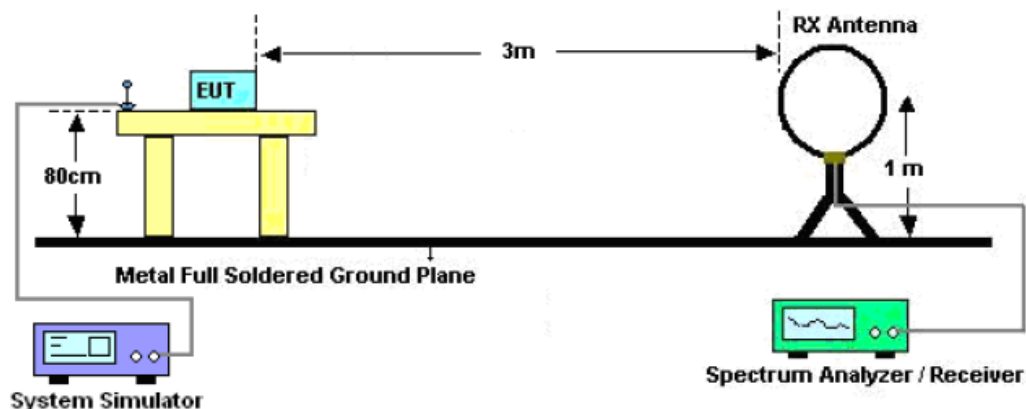 RX Antenna
3m
EUT
80cm
1 m
Metal Full Soldered Ground Plane
System Simulator
Spectrum Analyzer / Receiver